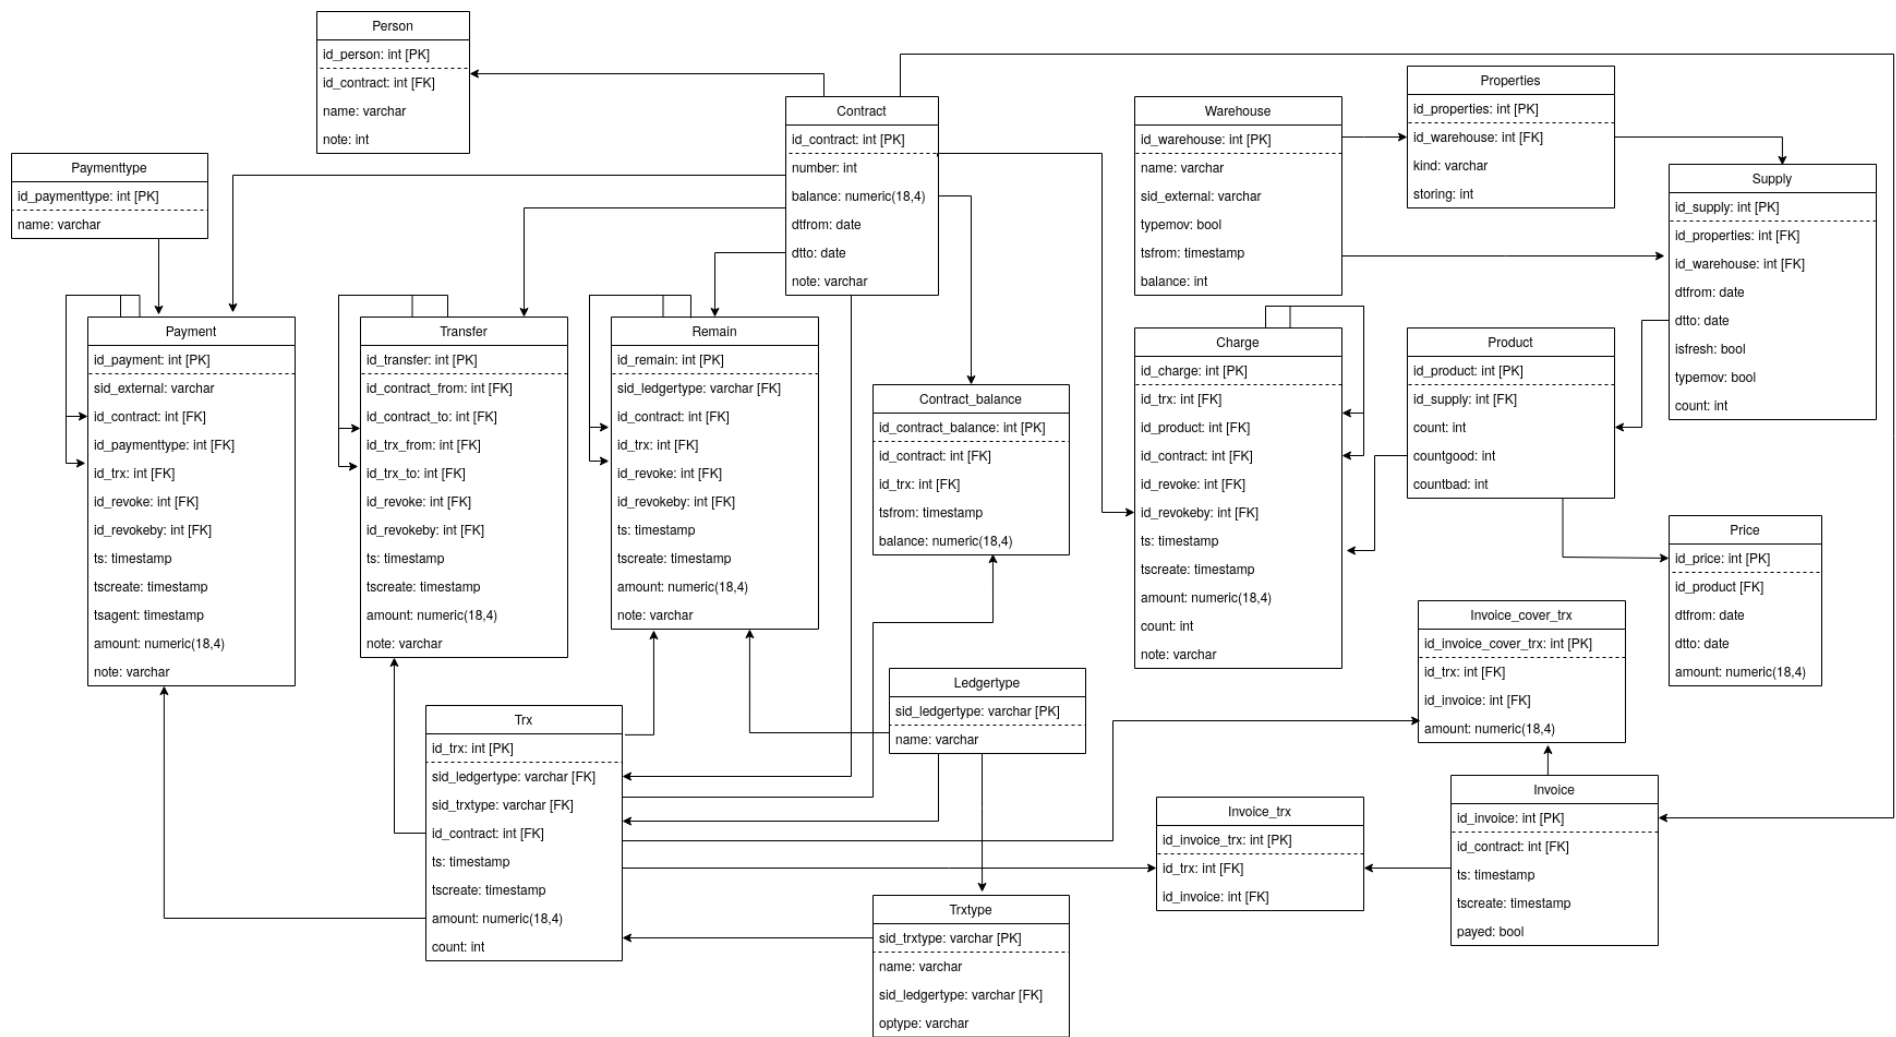 Person
id_person: int [PK]
id_contract: int [FK]
name: varchar
note: int
Paymenttype
id_paymenttype: int [PK]
name: varchar
Contract
id_contract: int [PK]
number: int
balance: numeric(18,4)
dtfrom: date
dtto: date
note: varchar
Warehouse
id_warehouse: int [PK]
name: varchar
sid_external: varchar
typemov: bool
tsfrom: timestamp
balance: int
Properties
id_properties: int [PK]
id_warehouse: int [FK]
kind: varchar
storing: int
Supply
id_supply: int [PK]
id_properties: int [FK]
id_warehouse: int [FK]
dtfrom: date
dtto: date
isfresh: bool
typemov: bool
count: int
Payment
id_payment: int [PK]
sid_external: varchar
id_contract: int [FK]
id_paymenttype: int [FK]
id_trx: int [FK]
id_revoke: int [FK]
id_revokeby: int [FK]
ts: timestamp
tscreate: timestamp
tsagent: timestamp
amount: numeric(18,4)
note: varchar
Transfer
id_transfer: int [PK]
id_contract_from: int [FK]
id_contract_to: int [FK]
id_trx_from: int [FK]
id_trx_to: int [FK]
id_revoke: int [FK]
id_revokeby: int [FK]
ts: timestamp
tscreate: timestamp
amount: numeric(18,4)
note: varchar
Remain
id_remain: int [PK]
sid_ledgertype: varchar [FK]
id_contract: int [FK]
id_trx: int [FK]
id_revoke: int [FK]
id_revokeby: int [FK]
ts: timestamp
tscreate: timestamp
amount: numeric(18,4)
note: varchar
Contract_balance
id_contract_balance: int [PK]
id_contract: int [FK]
id_trx: int [FK]
tsfrom: timestamp
balance: numeric(18,4)
Charge
id_charge: int [PK]
id_trx: int [FK]
id_product: int [FK]
id_contract: int [FK]
id_revoke: int [FK]
id_revokeby: int [FK]
ts: timestamp
tscreate: timestamp
amount: numeric(18,4)
count: int
note: varchar
Product
id_product: int [PK]
id_supply: int [FK]
count: int
countgood: int
countbad: int
Price
id_price: int [PK]
id_product [FK]
dtfrom: date
dtto: date
amount: numeric(18,4)
Invoice_cover_trx
id_invoice_cover_trx: int [PK]
id_trx: int [FK]
id_invoice: int [FK]
amount: numeric(18,4)
Ledgertype
sid_ledgertype: varchar [PK]
name: varchar
Trx
id_trx: int [PK]
sid_ledgertype: varchar [FK]
sid_trxtype: varchar [FK]
id_contract: int [FK]
ts: timestamp
tscreate: timestamp
amount: numeric(18,4)
count: int
Invoice_trx
id_invoice_trx: int [PK]
id_trx: int [FK]
id_invoice: int [FK]
Invoice
id_invoice: int [PK]
id_contract: int [FK]
ts: timestamp
tscreate: timestamp
payed: bool
Trxtype
sid_trxtype: varchar [PK]
name: varchar
sid_ledgertype: varchar [FK]
optype: varchar